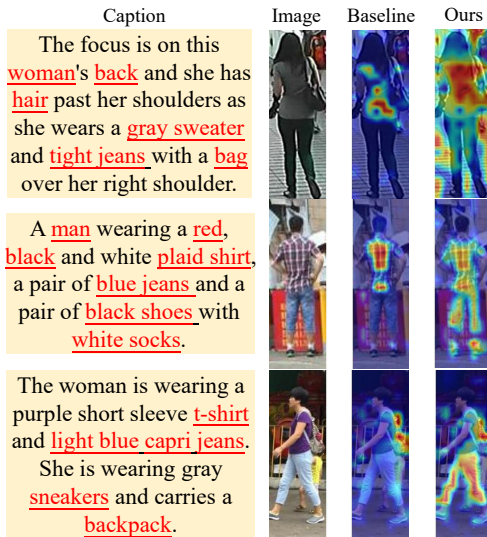 Caption Image Baseline Ours
The focus is on this
woman's back and she has
hair past her shoulders as
she wears a gray sweater
and tight jeans with a bag
over her right shoulder.
A man wearing a red,
black and white plaid shirt,
a pair of blue jeans and a
pair of black shoes with
white socks.
The woman is wearing a
purple short sleeve t-shirt
and light blue capri jeans.
She is wearing gray
sneakers and carries a
backpack.